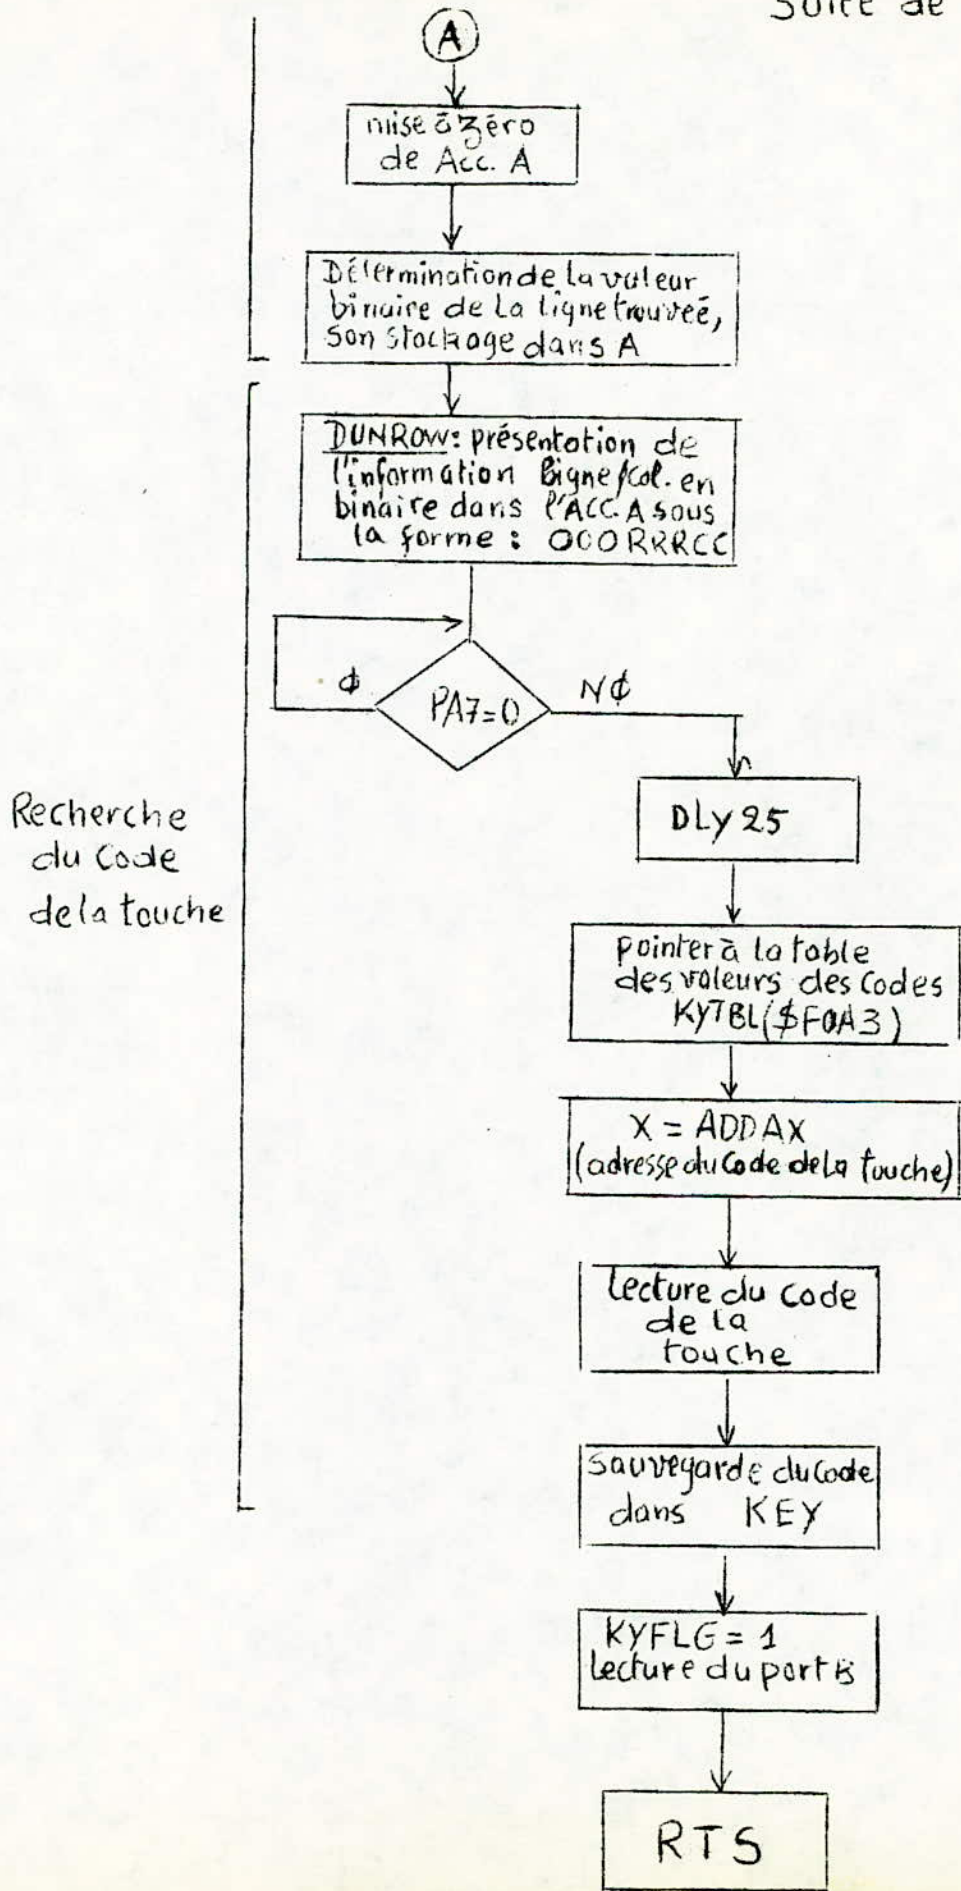 Suite de
A
mise à zéro
de Acc. A
Détermination de la valeur
binaire de la ligne trouvée,
son stockage dans A
DUNROW: présentation de
l'information ligne/col. en
binaire dans l'ACC.A sous
la forme : 000RRRCC
ф
PA7=0
Nф
DLY 25
Recherche
du Code
de la touche
pointer à la table
des valeurs des codes
KYTBL($F0A3)
X = ADDAX
(adresse du Code de la touche)
lecture du code
de la
touche
sauvegarde du Code
dans KEY
KYFLG = 1
lecture du port B
RTS